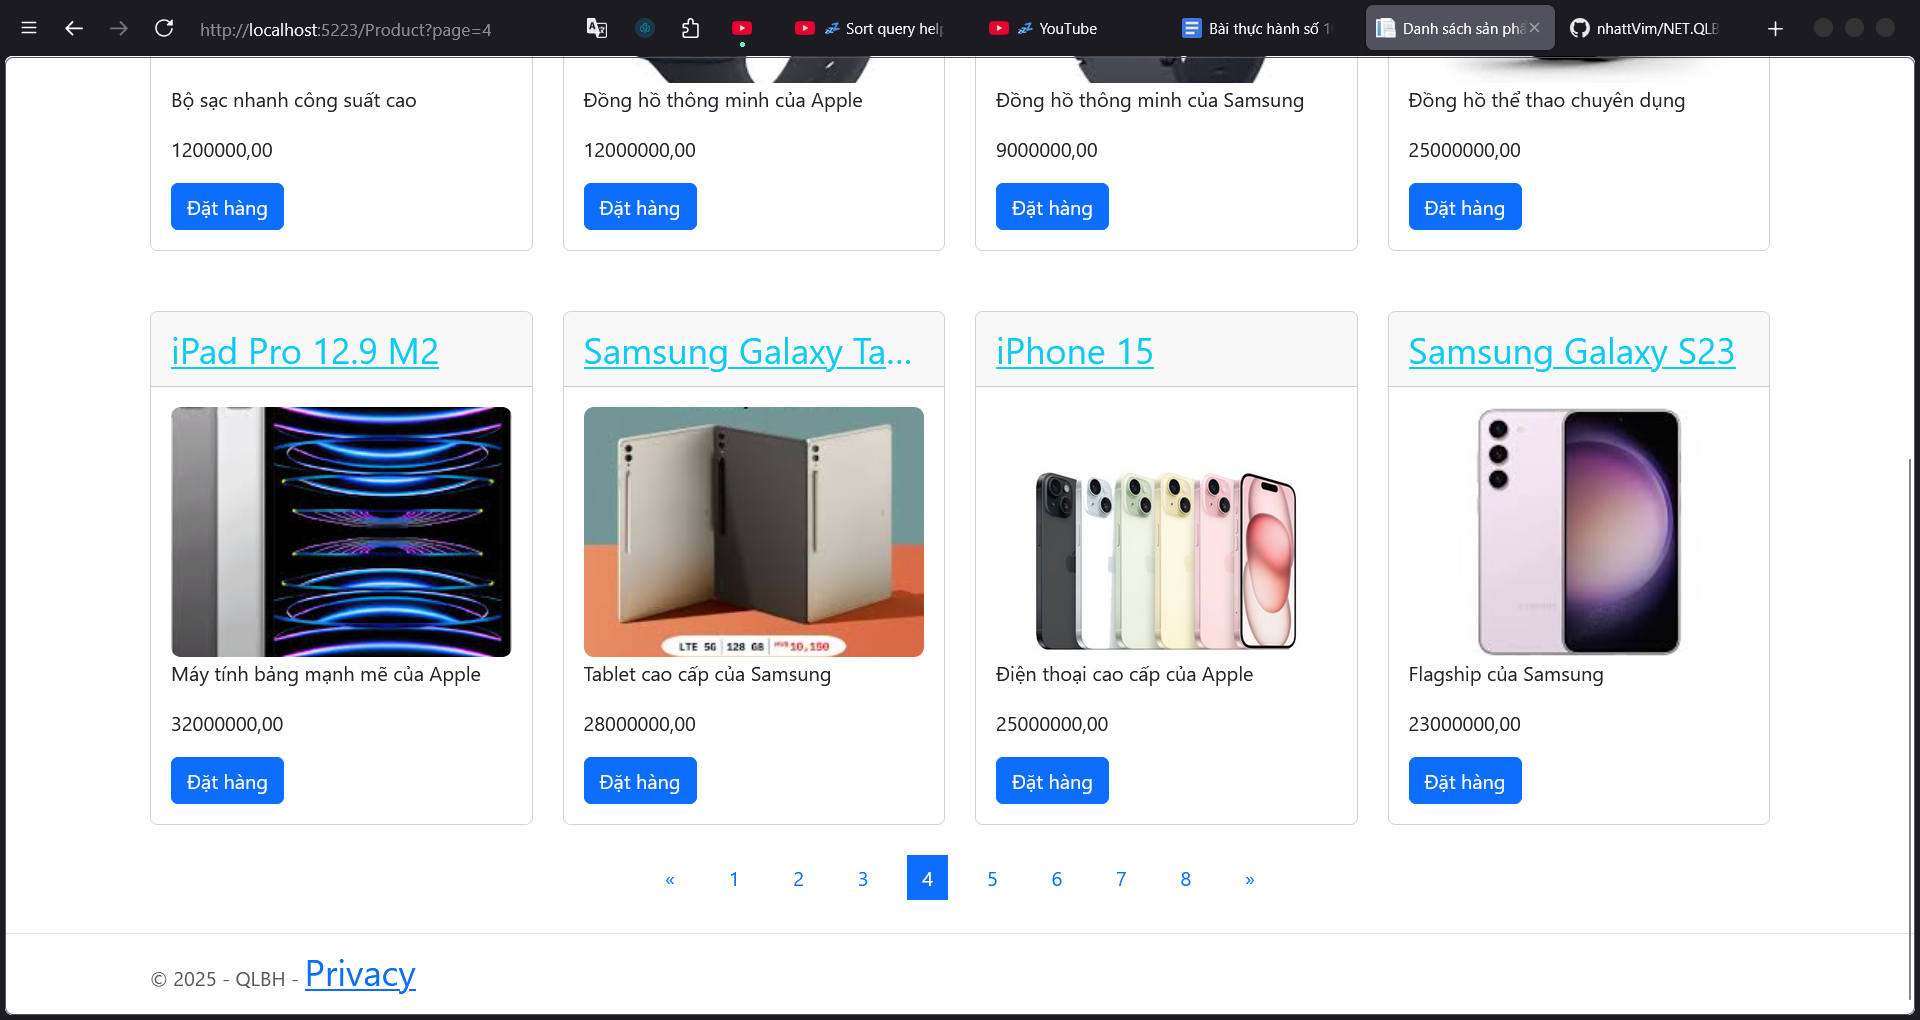 http://localhost:5223/Product?page=4
💤 Sort query help
💤 YouTube
Bài thực hành số 10
Danh sách sản phẩ
nhattVim/NET.QLB
Bộ sạc nhanh công suất cao
1200000,00
Đặt hàng
Đồng hồ thông minh của Apple
12000000,00
Đặt hàng
Đồng hồ thông minh của Samsung
9000000,00
Đặt hàng
Đồng hồ thể thao chuyên dụng
25000000,00
Đặt hàng
iPad Pro 12.9 M2
Máy tính bảng mạnh mẽ của Apple
32000000,00
Đặt hàng
Samsung Galaxy Ta...
LTE 5G | 128 GB | 10,150
Tablet cao cấp của Samsung
28000000,00
Đặt hàng
iPhone 15
Điện thoại cao cấp của Apple
25000000,00
Đặt hàng
Samsung Galaxy S23
Flagship của Samsung
23000000,00
Đặt hàng
« 1 2 3 4 5 6 7 8 »
© 2025 - QLBH - Privacy